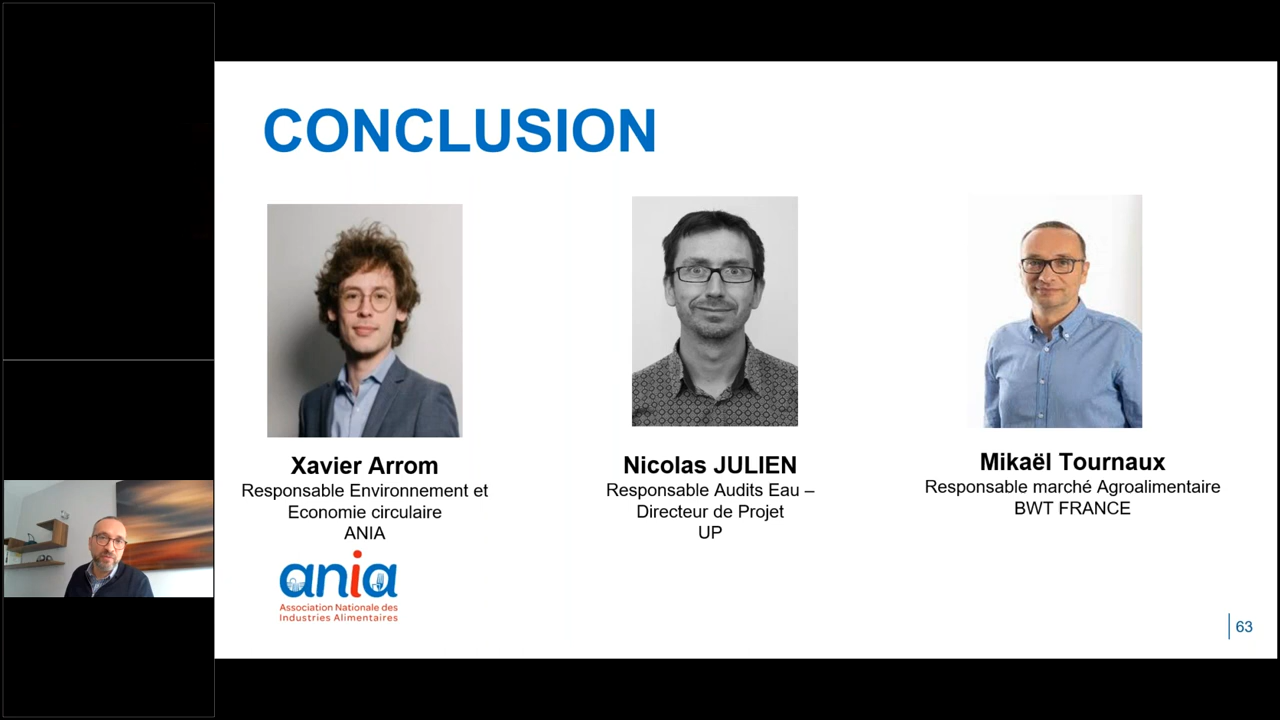 CONCLUSION
Xavier Arrom
Responsable Environnement et
Economie circulaire
ANIA
ania
Association Nationale des
Industries Alimentaires
Nicolas JULIEN
Responsable Audits Eau –
Directeur de Projet
UP
Mikaël Tournaux
Responsable marché Agroalimentaire
BWT FRANCE
63